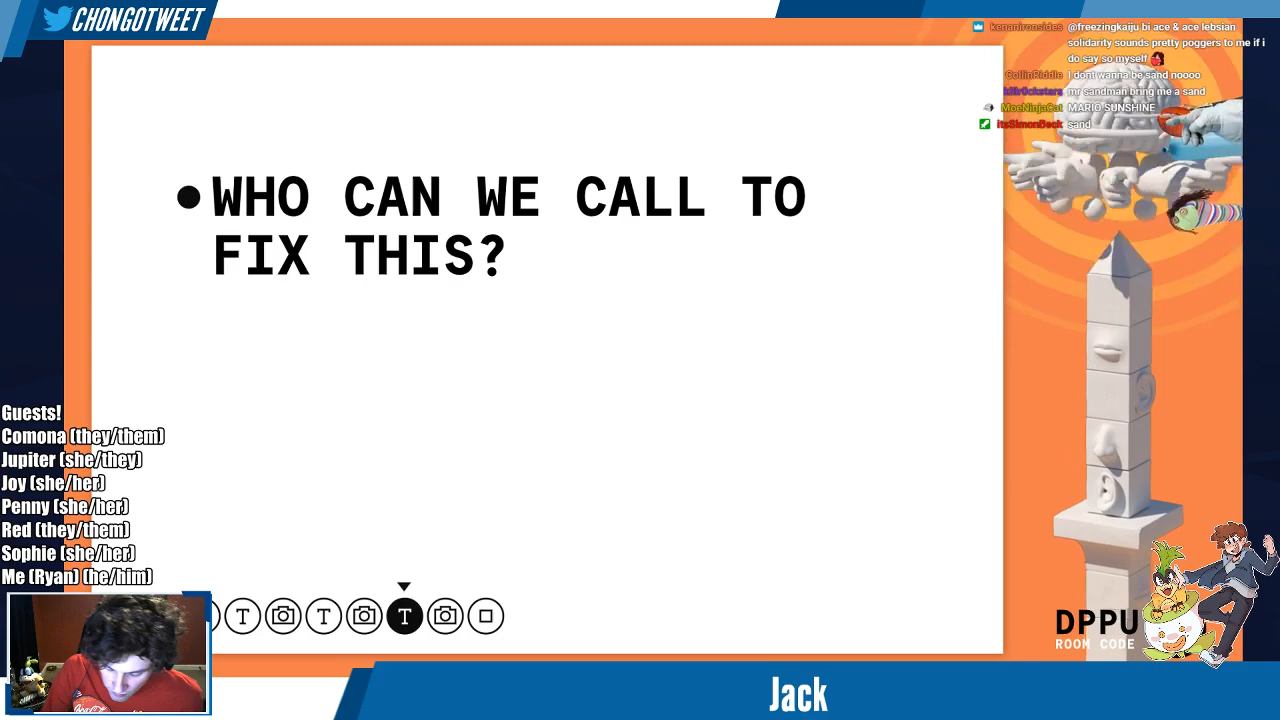 CHONGOTWEET
kenanironsides @freezingkaiju bi ace & ace lebsian
solidarity sounds pretty poggers to me if i
do say so myself
CollinRiddle I dont wanna be sand noooo
mr sandman bring me a sand
MoeNinjaCat MARIO SUNSHINE
itsSimonBeck sand
•WHO CAN WE CALL TO
FIX THIS?
Guests!
Comona (they/them)
Jupiter (she/they)
Joy (she/her)
Penny (she/her)
Red (they/them)
Sophie (she/her)
Me (Ryan) (he/him)
T T T
DPPU
ROOM CODE
Jack